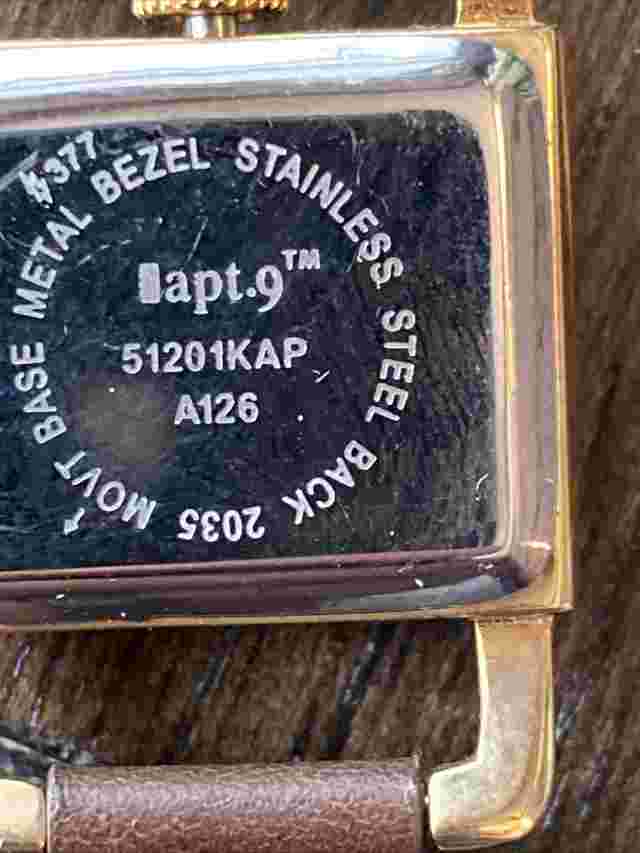 377
BASE METAL BEZEL STAINLESS STEEL BACK 2035 MOVT
apt.9™
51201KAP
A126